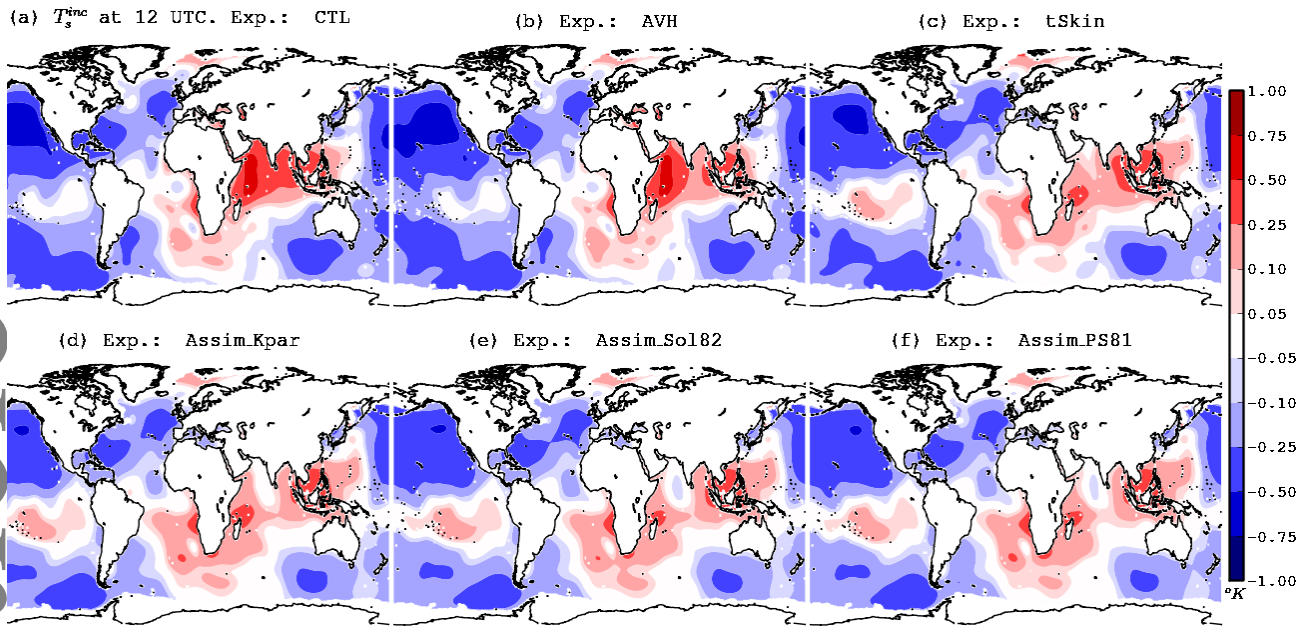 (a) T_s^{inc} at 12 UTC. Exp.: CTL
(b) Exp.: AVH
(c) Exp.: tSkin
(d) Exp.: Assim_Kpar
(e) Exp.: Assim_Sol82
(f) Exp.: Assim_PS81
1.00
0.75
0.50
0.25
0.10
0.05
-0.05
-0.10
-0.25
-0.50
-0.75
-1.00
°K